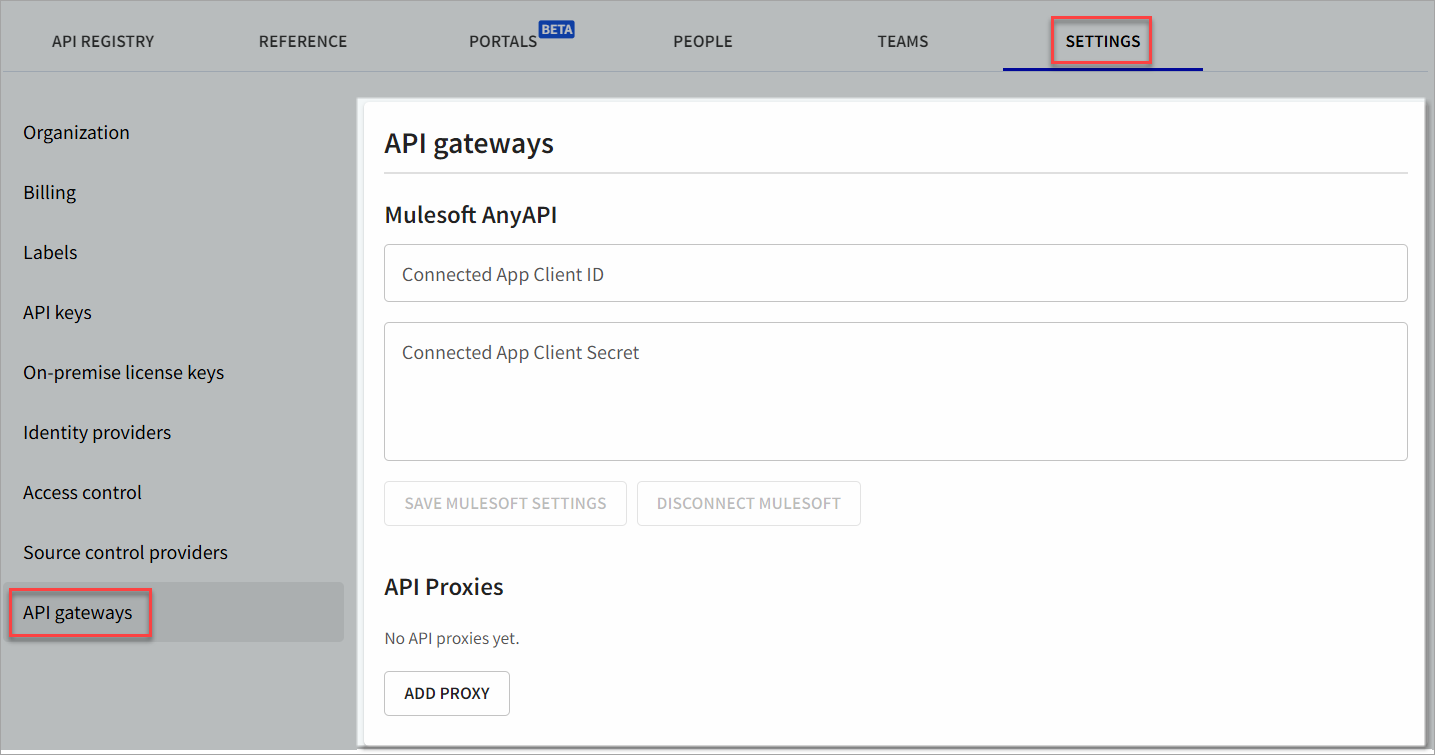 API REGISTRY
REFERENCE
PORTALS BETA
PEOPLE
TEAMS
SETTINGS
Organization
Billing
Labels
API keys
On-premise license keys
Identity providers
Access control
Source control providers
API gateways
API gateways
Mulesoft AnyAPI
Connected App Client ID
Connected App Client Secret
SAVE MULESOFT SETTINGS
DISCONNECT MULESOFT
API Proxies
No API proxies yet.
ADD PROXY